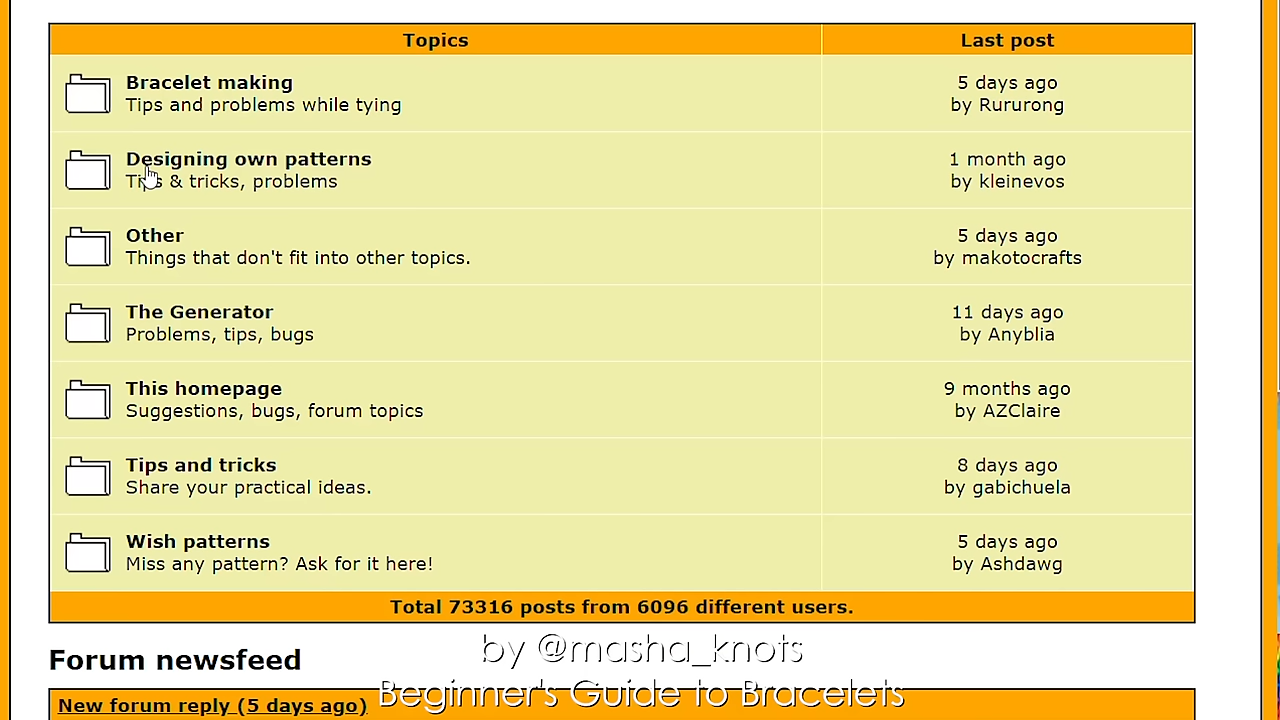 Topics
Last post
Bracelet making
Tips and problems while tying
5 days ago
by Rururong
Designing own patterns
Tips & tricks, problems
1 month ago
by kleinevos
Other
Things that don't fit into other topics.
5 days ago
by makotocrafts
The Generator
Problems, tips, bugs
11 days ago
by Anyblia
This homepage
Suggestions, bugs, forum topics
9 months ago
by AZClaire
Tips and tricks
Share your practical ideas.
8 days ago
by gabichuela
Wish patterns
Miss any pattern? Ask for it here!
5 days ago
by Ashdawg
Total 73316 posts from 6096 different users.
by @masha_knots
Forum newsfeed
Beginner's Guide to Bracelets
New forum reply (5 days ago)